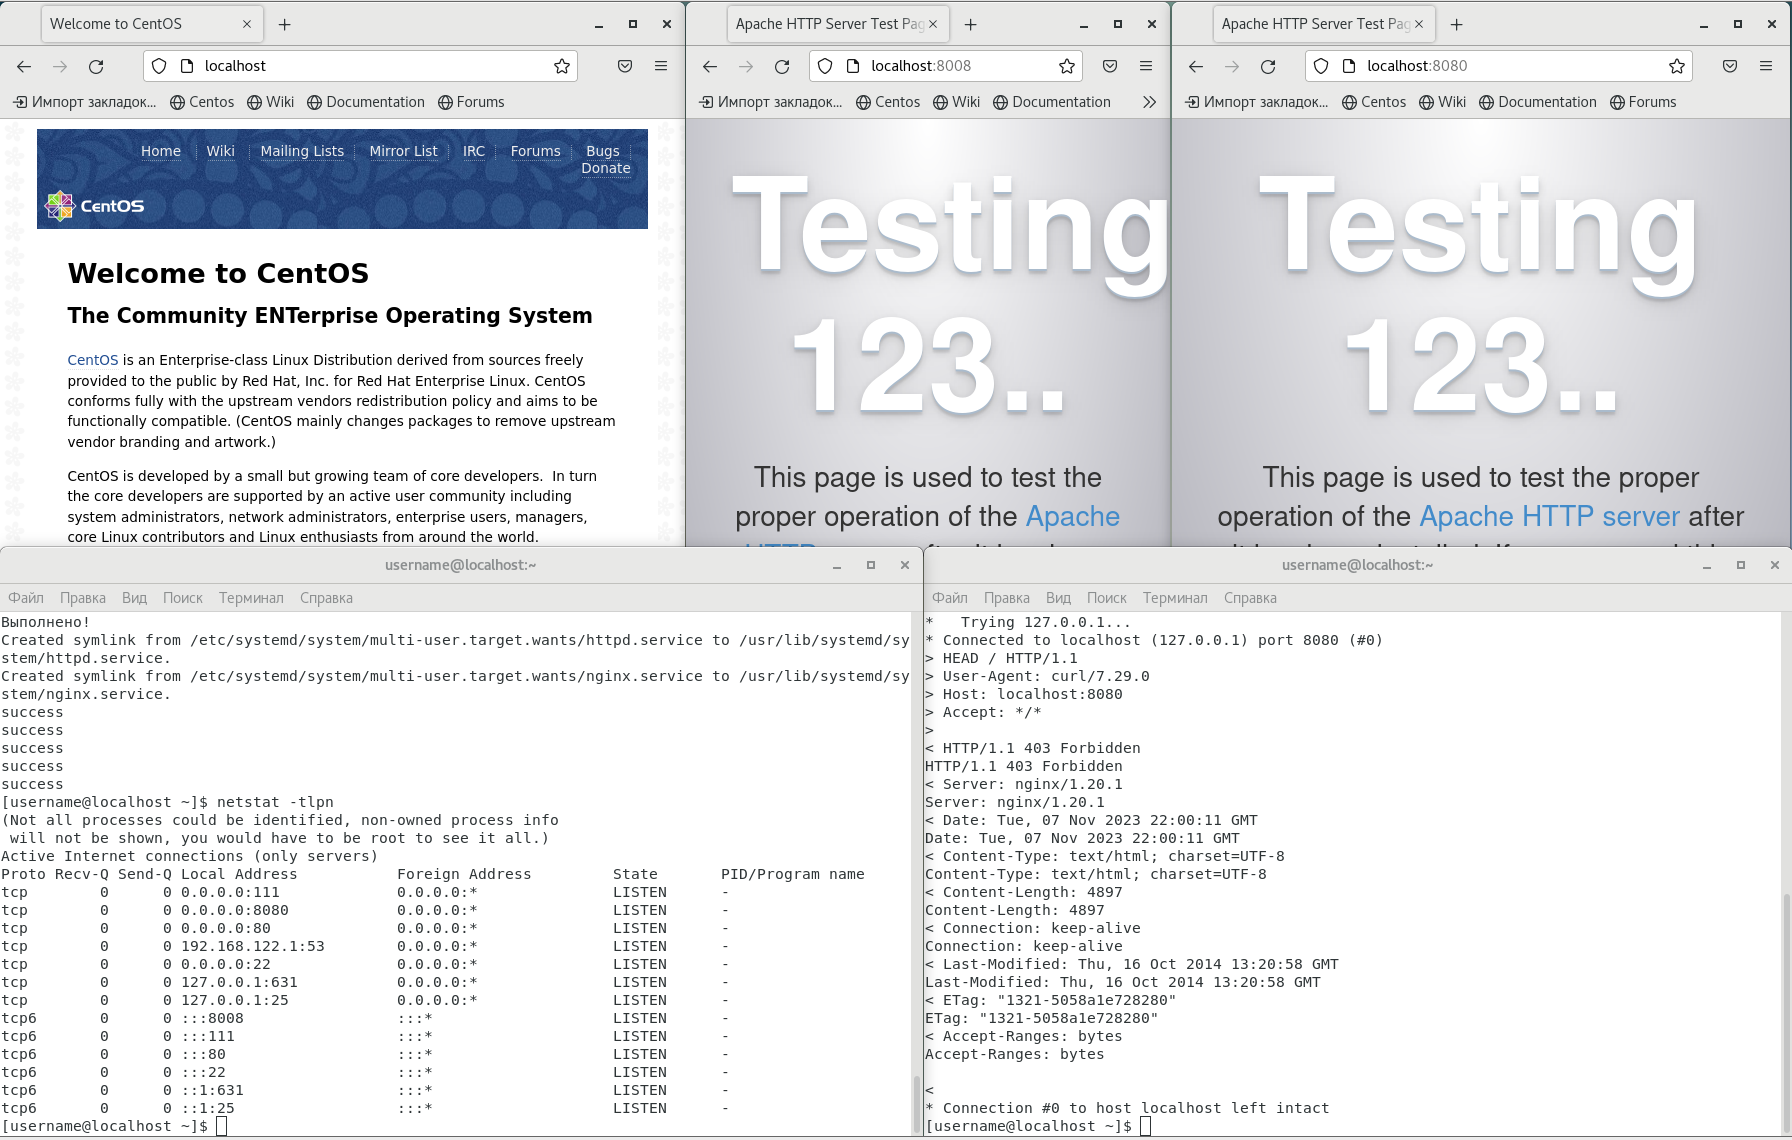 Welcome to CentOS
localhost
Импорт закладок... Centos Wiki Documentation Forums
Home Wiki Mailing Lists Mirror List IRC Forums Bugs
Donate
CentOS
Welcome to CentOS
The Community ENTerprise Operating System
CentOS is an Enterprise-class Linux Distribution derived from sources freely
provided to the public by Red Hat, Inc. for Red Hat Enterprise Linux. CentOS
conforms fully with the upstream vendors redistribution policy and aims to be
functionally compatible. (CentOS mainly changes packages to remove upstream
vendor branding and artwork.)
CentOS is developed by a small but growing team of core developers.  In turn
the core developers are supported by an active user community including
system administrators, network administrators, enterprise users, managers,
core Linux contributors and Linux enthusiasts from around the world.
Apache HTTP Server Test Pag
localhost:8008
Импорт закладок... Centos Wiki Documentation
Testing
123..
This page is used to test the
proper operation of the Apache
Apache HTTP Server Test Pag
localhost:8080
Импорт закладок... Centos Wiki Documentation Forums
Testing
123..
This page is used to test the proper
operation of the Apache HTTP server after
username@localhost:~
Файл Правка Вид Поиск Терминал Справка
Выполнено!
Created symlink from /etc/systemd/system/multi-user.target.wants/httpd.service to /usr/lib/systemd/sy
stem/httpd.service.
Created symlink from /etc/systemd/system/multi-user.target.wants/nginx.service to /usr/lib/systemd/sy
stem/nginx.service.
success
success
success
success
success
[username@localhost ~]$ netstat -tlpn
(Not all processes could be identified, non-owned process info
 will not be shown, you would have to be root to see it all.)
Active Internet connections (only servers)
Proto Recv-Q Send-Q Local Address           Foreign Address         State       PID/Program name
tcp        0      0 0.0.0.0:111             0.0.0.0:*               LISTEN      -
tcp        0      0 0.0.0.0:8080            0.0.0.0:*               LISTEN      -
tcp        0      0 0.0.0.0:80              0.0.0.0:*               LISTEN      -
tcp        0      0 192.168.122.1:53        0.0.0.0:*               LISTEN      -
tcp        0      0 0.0.0.0:22              0.0.0.0:*               LISTEN      -
tcp        0      0 127.0.0.1:631           0.0.0.0:*               LISTEN      -
tcp        0      0 127.0.0.1:25            0.0.0.0:*               LISTEN      -
tcp6       0      0 :::8008                 :::*                    LISTEN      -
tcp6       0      0 :::111                  :::*                    LISTEN      -
tcp6       0      0 :::80                   :::*                    LISTEN      -
tcp6       0      0 :::22                   :::*                    LISTEN      -
tcp6       0      0 ::1:631                 :::*                    LISTEN      -
tcp6       0      0 ::1:25                  :::*                    LISTEN      -
[username@localhost ~]$
username@localhost:~
Файл Правка Вид Поиск Терминал Справка
*   Trying 127.0.0.1...
* Connected to localhost (127.0.0.1) port 8080 (#0)
> HEAD / HTTP/1.1
> User-Agent: curl/7.29.0
> Host: localhost:8080
> Accept: */*
>
< HTTP/1.1 403 Forbidden
HTTP/1.1 403 Forbidden
< Server: nginx/1.20.1
Server: nginx/1.20.1
< Date: Tue, 07 Nov 2023 22:00:11 GMT
Date: Tue, 07 Nov 2023 22:00:11 GMT
< Content-Type: text/html; charset=UTF-8
Content-Type: text/html; charset=UTF-8
< Content-Length: 4897
Content-Length: 4897
< Connection: keep-alive
Connection: keep-alive
< Last-Modified: Thu, 16 Oct 2014 13:20:58 GMT
Last-Modified: Thu, 16 Oct 2014 13:20:58 GMT
< ETag: "1321-5058a1e728280"
ETag: "1321-5058a1e728280"
< Accept-Ranges: bytes
Accept-Ranges: bytes
<
* Connection #0 to host localhost left intact
[username@localhost ~]$